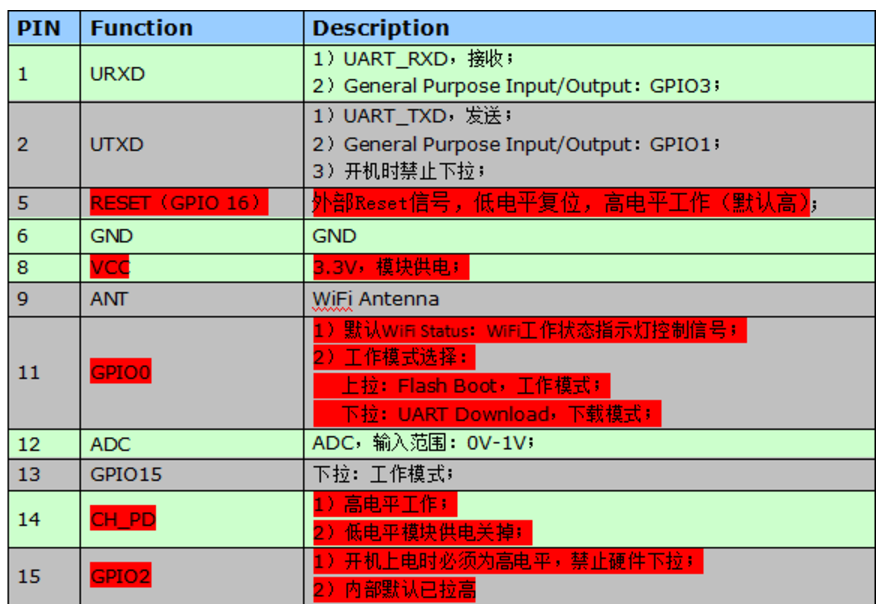 PIN Function Description
1 URXD 1）UART_RXD，接收；
2）General Purpose Input/Output：GPIO3；
2 UTXD 1）UART_TXD，发送；
2）General Purpose Input/Output：GPIO1；
3）开机时禁止下拉；
5 RESET（GPIO 16） 外部Reset信号，低电平复位，高电平工作（默认高）；
6 GND GND
8 VCC 3.3V，模块供电；
9 ANT WiFi Antenna
11 GPIO0 1）默认WiFi Status：WiFi工作状态指示灯控制信号；
2）工作模式选择：
上拉：Flash Boot，工作模式；
下拉：UART Download，下载模式；
12 ADC ADC，输入范围：0V-1V；
13 GPIO15 下拉：工作模式；
14 CH_PD 1）高电平工作；
2）低电平模块供电关掉；
15 GPIO2 1）开机上电时必须为高电平，禁止硬件下拉；
2）内部默认已拉高